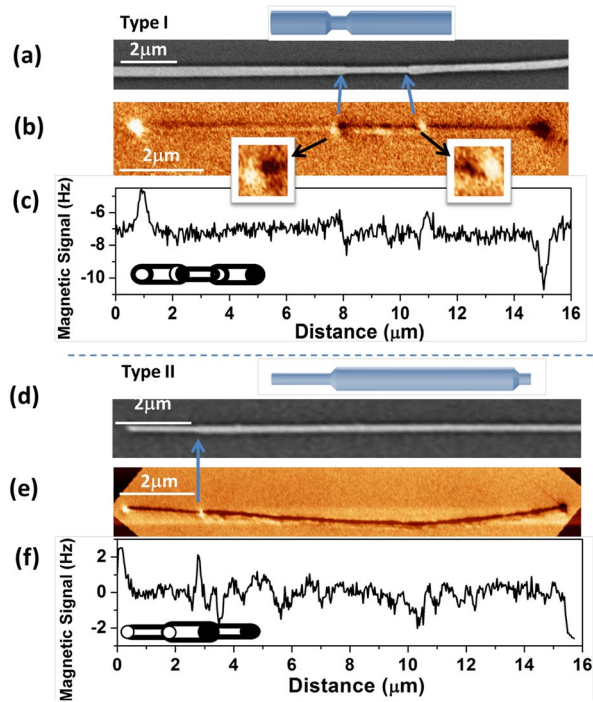 Type I
(a)
2μm
(b)
2μm
(c)
Magnetic Signal (Hz)
-6
-8
-10
0 2 4 6 8 10 12 14 16
Distance (μm)
Type II
(d)
2μm
(e)
2μm
(f)
Magnetic Signal (Hz)
2
0
-2
0 2 4 6 8 10 12 14 16
Distance (μm)